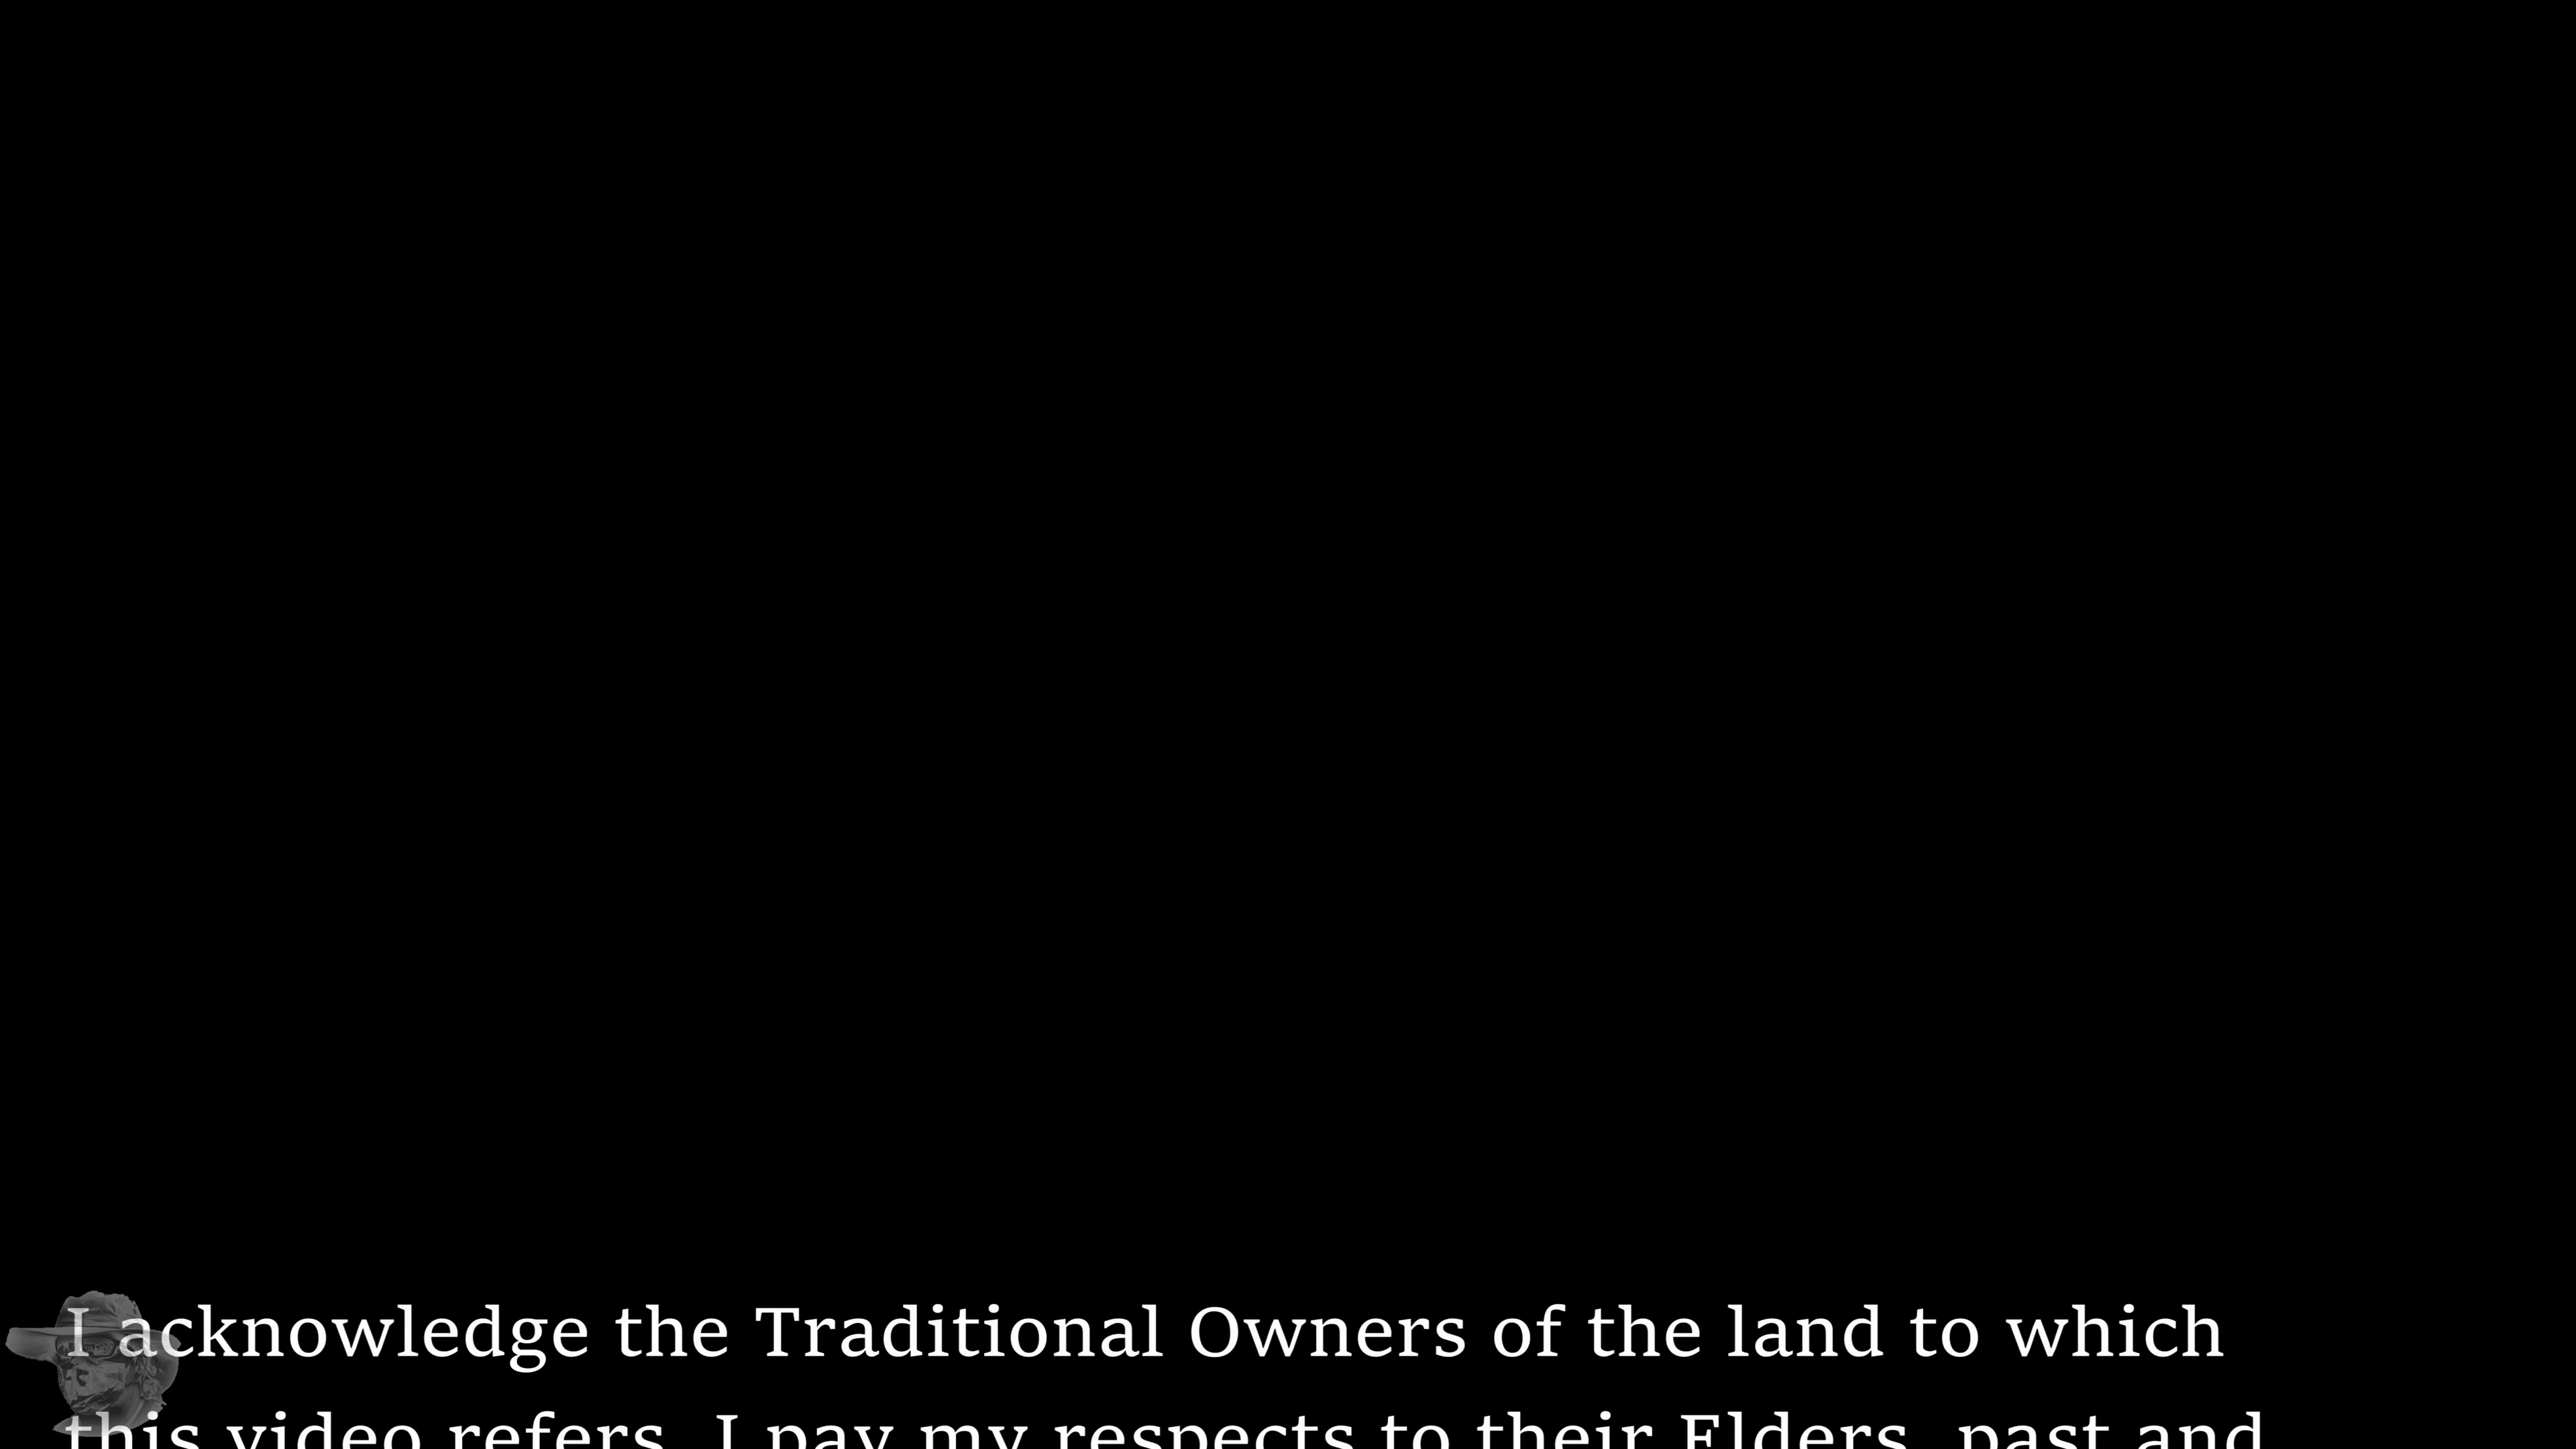 I acknowledge the Traditional Owners of the land to which
this video refers. I pay my respects to their Elders, past and